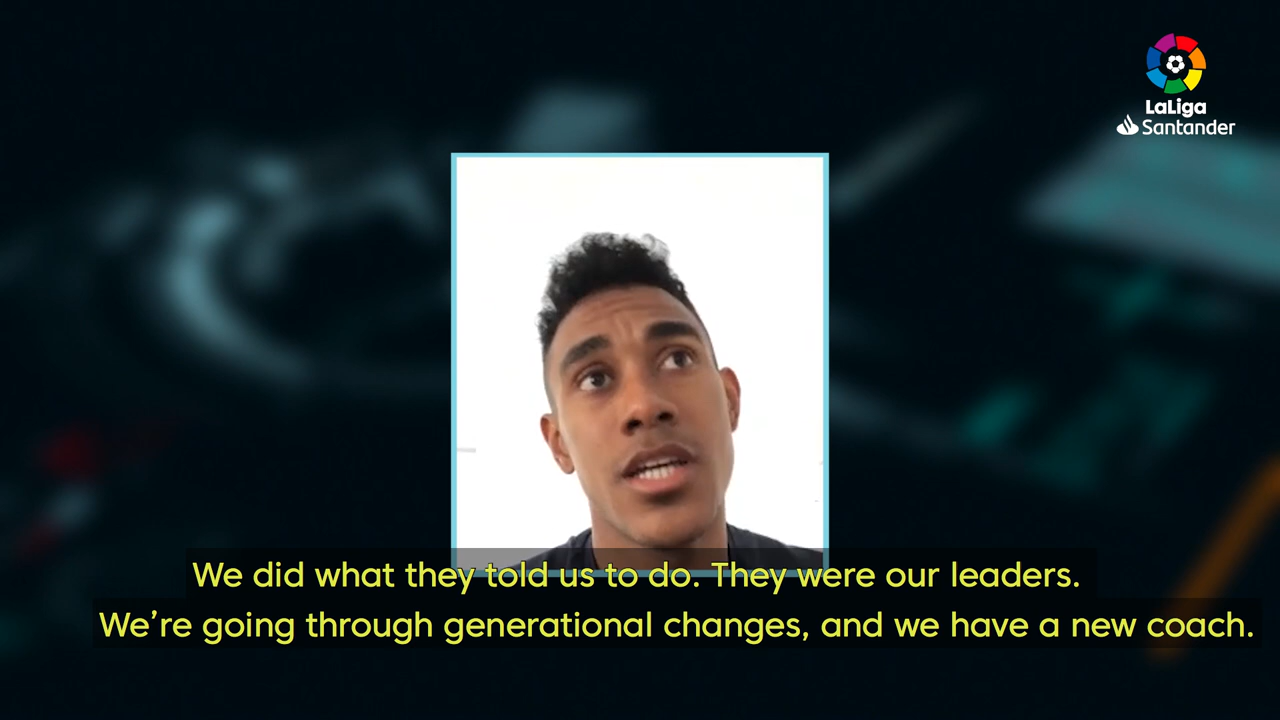 LaLiga
Santander
We did what they told us to do. They were our leaders.
We’re going through generational changes, and we have a new coach.